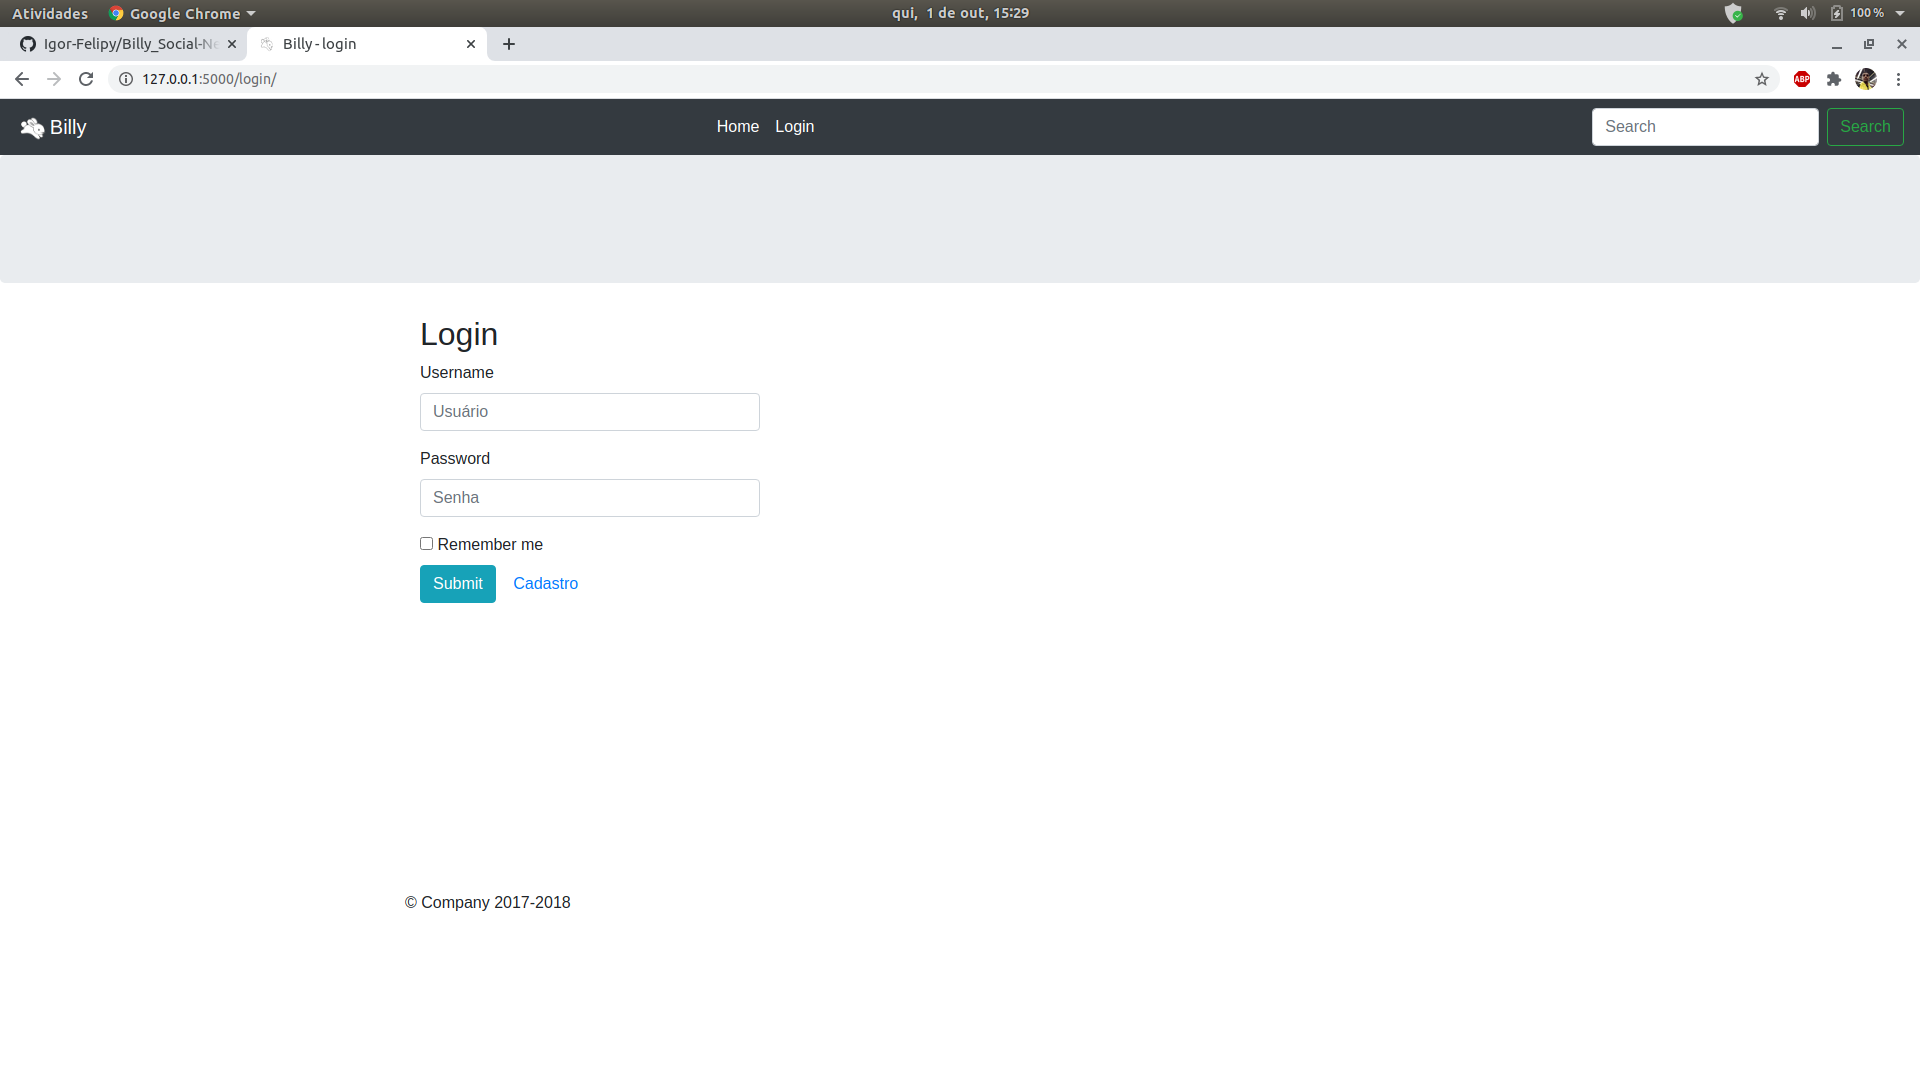 Atividades Google Chrome qui, 1 de out, 15:29 100 %
Igor-Felipy/Billy_Social-Ne Billy - login
127.0.0.1:5000/login/ ABP
Billy Home Login Search Search
Login
Username
Usuário
Password
Senha
Remember me
Submit Cadastro
© Company 2017-2018